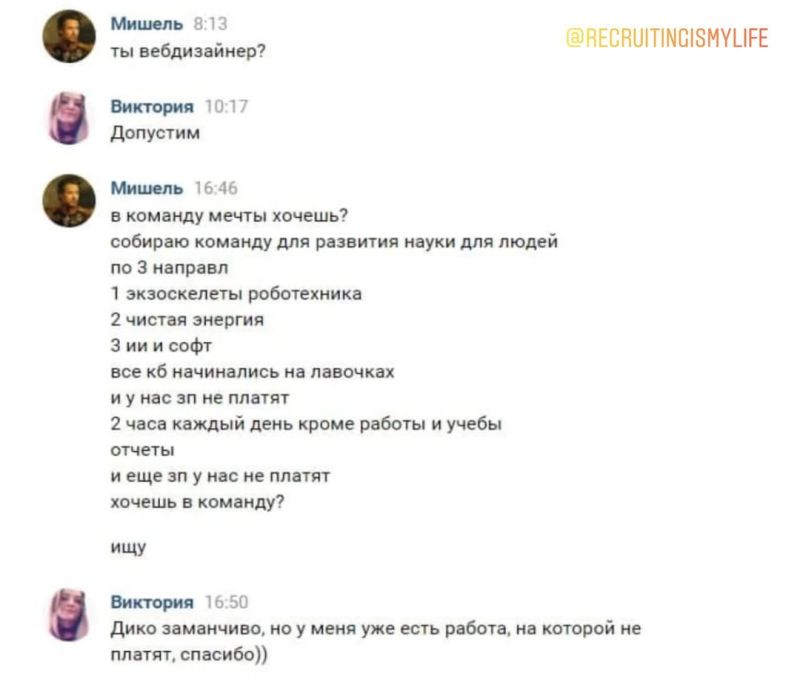 Мишель 8:13
@RECRUITINGISMYLIFE
ты вебдизайнер?
Виктория 10:17
Допустим
Мишель 16:46
в команду мечты хочешь?
собираю команду для развития науки для людей
по 3 направл
1 экзоскелеты роботехника
2 чистая энергия
3 ии и софт
все кб начинались на лавочках
и у нас зп не платят
2 часа каждый день кроме работы и учебы
отчеты
и еще зп у нас не платят
хочешь в команду?
ищу
Виктория 16:50
Дико заманчиво, но у меня уже есть работа, на которой не
платят, спасибо))